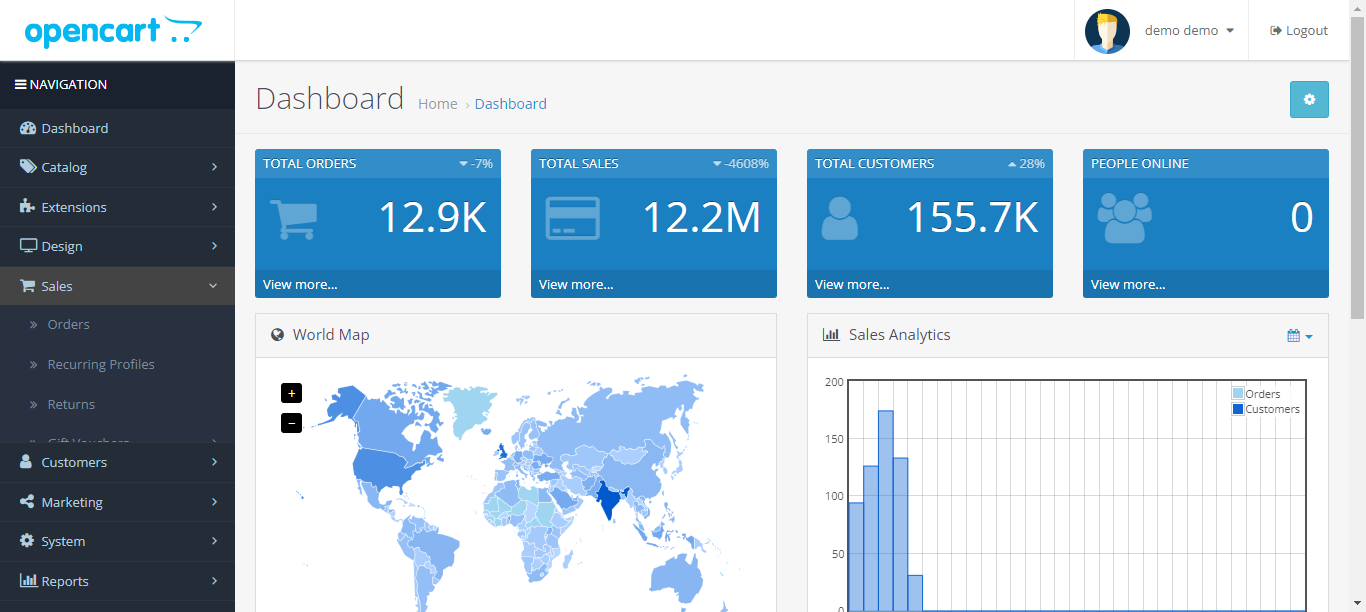 opencart
demo demo
Logout
NAVIGATION
Dashboard
Catalog
Extensions
Design
Sales
Orders
Recurring Profiles
Returns
Gift Vouchers
Customers
Marketing
System
Reports
Dashboard
Home › Dashboard
TOTAL ORDERS -7%
12.9K
View more...
TOTAL SALES -4608%
12.2M
View more...
TOTAL CUSTOMERS 28%
155.7K
View more...
PEOPLE ONLINE
0
View more...
World Map
+
−
Sales Analytics
200
150
100
50
0
Orders
Customers